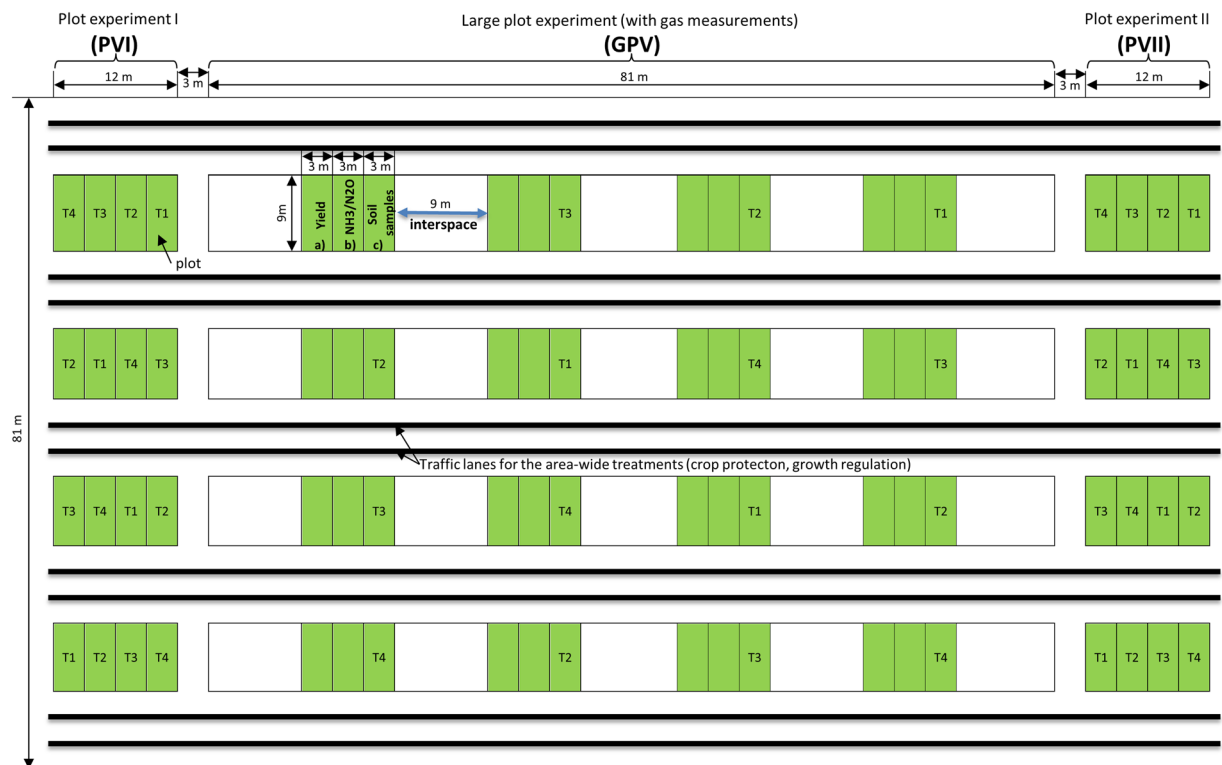 Plot experiment I
(PVI)
12 m
3 m
Large plot experiment (with gas measurements)
(GPV)
81 m
3 m
Plot experiment II
(PVII)
12 m
3 m
3m
3 m
T4 T3 T2 T1
plot
9m
Yield
a)
NH3/N2O
b)
Soil
samples
c)
9 m
interspace
T3
T2
T1
T4 T3 T2 T1
T2 T1 T4 T3
T2
T1
T4
T3
T2 T1 T4 T3
81 m
Traffic lanes for the area-wide treatments (crop protecton, growth regulation)
T3 T4 T1 T2
T3
T4
T1
T2
T3 T4 T1 T2
T1 T2 T3 T4
T4
T2
T3
T4
T1 T2 T3 T4